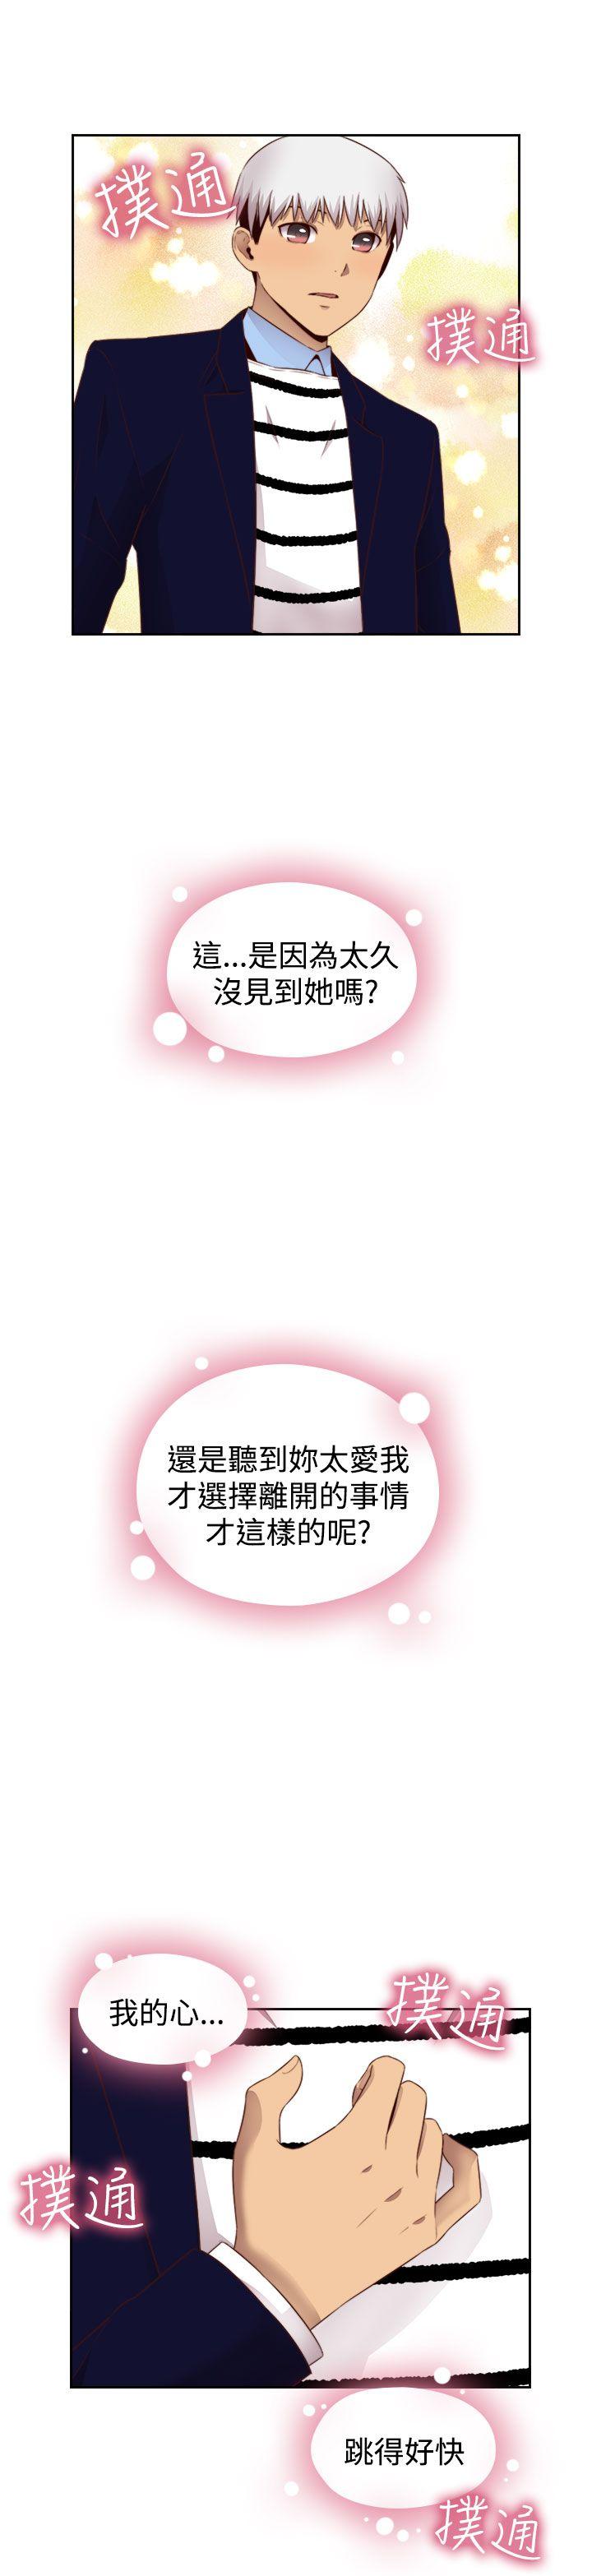 撲通
撲通
這...是因為太久
沒見到她嗎?
還是聽到妳太愛我
才選擇離開的事情
才這樣的呢?
我的心...
撲通
撲通
跳得好快
撲通